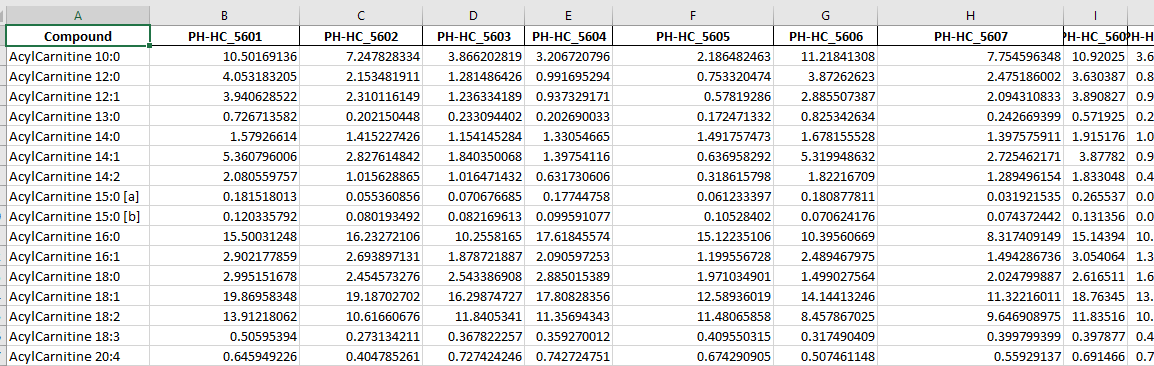 A B C D E F G H I
Compound PH-HC_5601 PH-HC_5602 PH-HC_5603 PH-HC_5604 PH-HC_5605 PH-HC_5606 PH-HC_5607 PH-HC_560 PH-H
AcylCarnitine 10:0 10.50169136 7.247828334 3.866202819 3.206720796 2.186482463 11.21841308 7.754596348 10.92025 3.6
AcylCarnitine 12:0 4.053183205 2.153481911 1.281486426 0.991695294 0.753320474 3.87262623 2.475186002 3.630387 0.8
AcylCarnitine 12:1 3.940628522 2.310116149 1.236334189 0.937329171 0.57819286 2.885507387 2.094310833 3.890827 0.9
AcylCarnitine 13:0 0.726713582 0.202150448 0.233094402 0.202690033 0.172471332 0.825342634 0.242669399 0.571925 0.2
AcylCarnitine 14:0 1.57926614 1.415227426 1.154145284 1.33054665 1.491757473 1.678155528 1.397575911 1.915176 1.0
AcylCarnitine 14:1 5.360796006 2.827614842 1.840350068 1.39754116 0.636958292 5.319948632 2.725462171 3.87782 0.9
AcylCarnitine 14:2 2.080559757 1.015628865 1.016471432 0.631730606 0.318615798 1.82216709 1.289496154 1.833048 0.4
AcylCarnitine 15:0 [a] 0.181518013 0.055360856 0.070676685 0.17744758 0.061233397 0.180877811 0.031921535 0.265537 0.0
AcylCarnitine 15:0 [b] 0.120335792 0.080193492 0.082169613 0.099591077 0.10528402 0.070624176 0.074372442 0.131356 0.0
AcylCarnitine 16:0 15.50031248 16.23272106 10.2558165 17.61845574 15.12235106 10.39560669 8.317409149 15.14394 10.
AcylCarnitine 16:1 2.902177859 2.693897131 1.878721887 2.090597253 1.199556728 2.489467975 1.494286736 3.054064 1.3
AcylCarnitine 18:0 2.995151678 2.454573276 2.543386908 2.885015389 1.971034901 1.499027564 2.024799887 2.616511 1.6
AcylCarnitine 18:1 19.86958348 19.18702702 16.29874727 17.80828356 12.58936019 14.14413246 11.32216011 18.76345 13.
AcylCarnitine 18:2 13.91218062 10.61660676 11.8405341 11.35694343 11.48065858 8.457867025 9.646908975 11.83516 10.
AcylCarnitine 18:3 0.50595394 0.273134211 0.367822257 0.359270012 0.409550315 0.317490409 0.399799399 0.397877 0.4
AcylCarnitine 20:4 0.645949226 0.404785261 0.727424246 0.742724751 0.674290905 0.507461148 0.55929137 0.691466 0.7